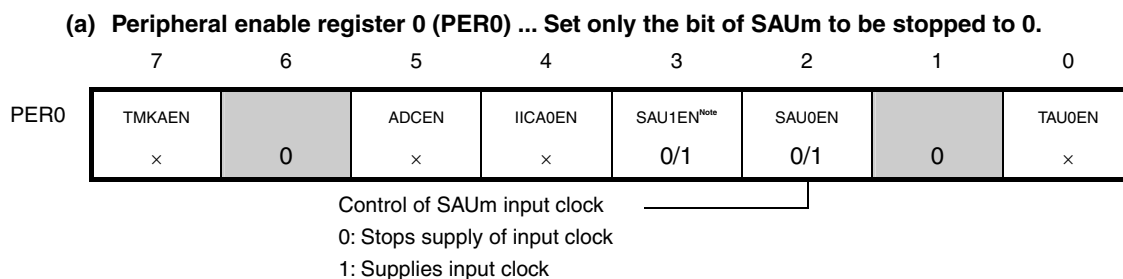 (a) Peripheral enable register 0 (PER0) ... Set only the bit of SAUm to be stopped to 0.
7 6 5 4 3 2 1 0
PER0 TMKAEN ADCEN IICA0EN SAU1EN^Note SAU0EN TAU0EN
× 0 × × 0/1 0/1 0 ×
Control of SAUm input clock
0: Stops supply of input clock
1: Supplies input clock